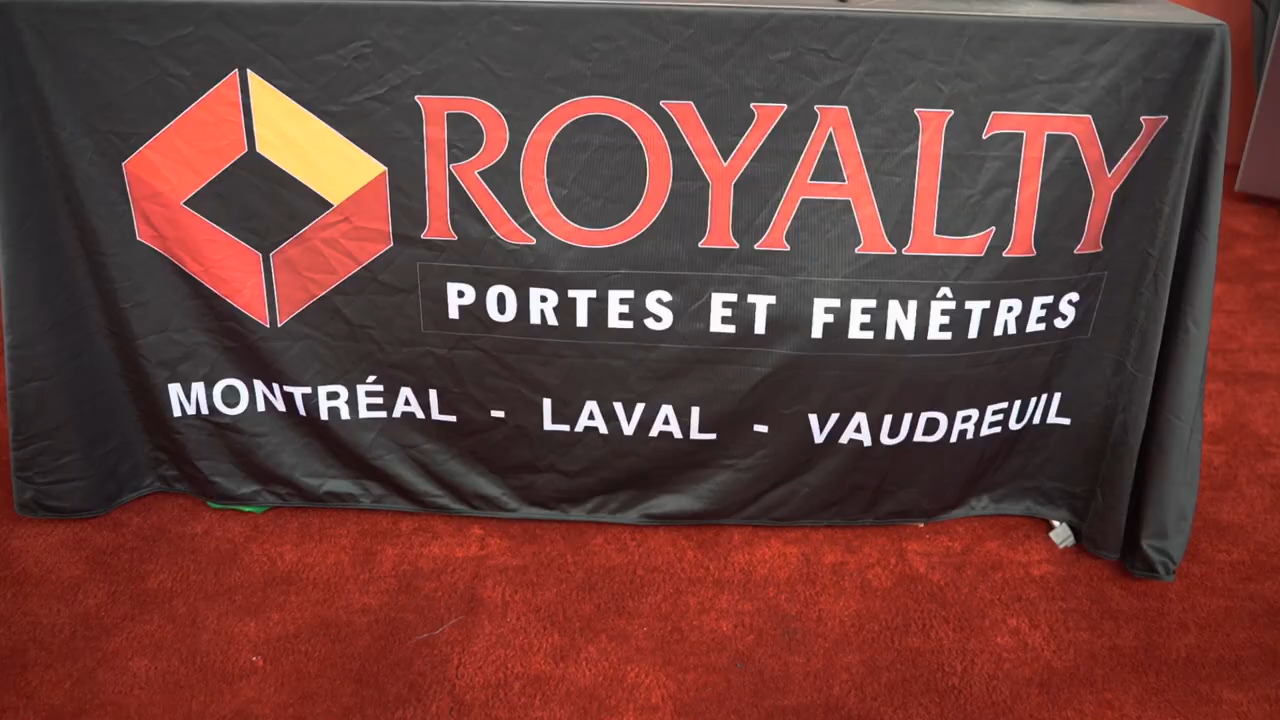 ROYALTY
PORTES ET FENÊTRES
MONTRÉAL - LAVAL - VAUDREUIL